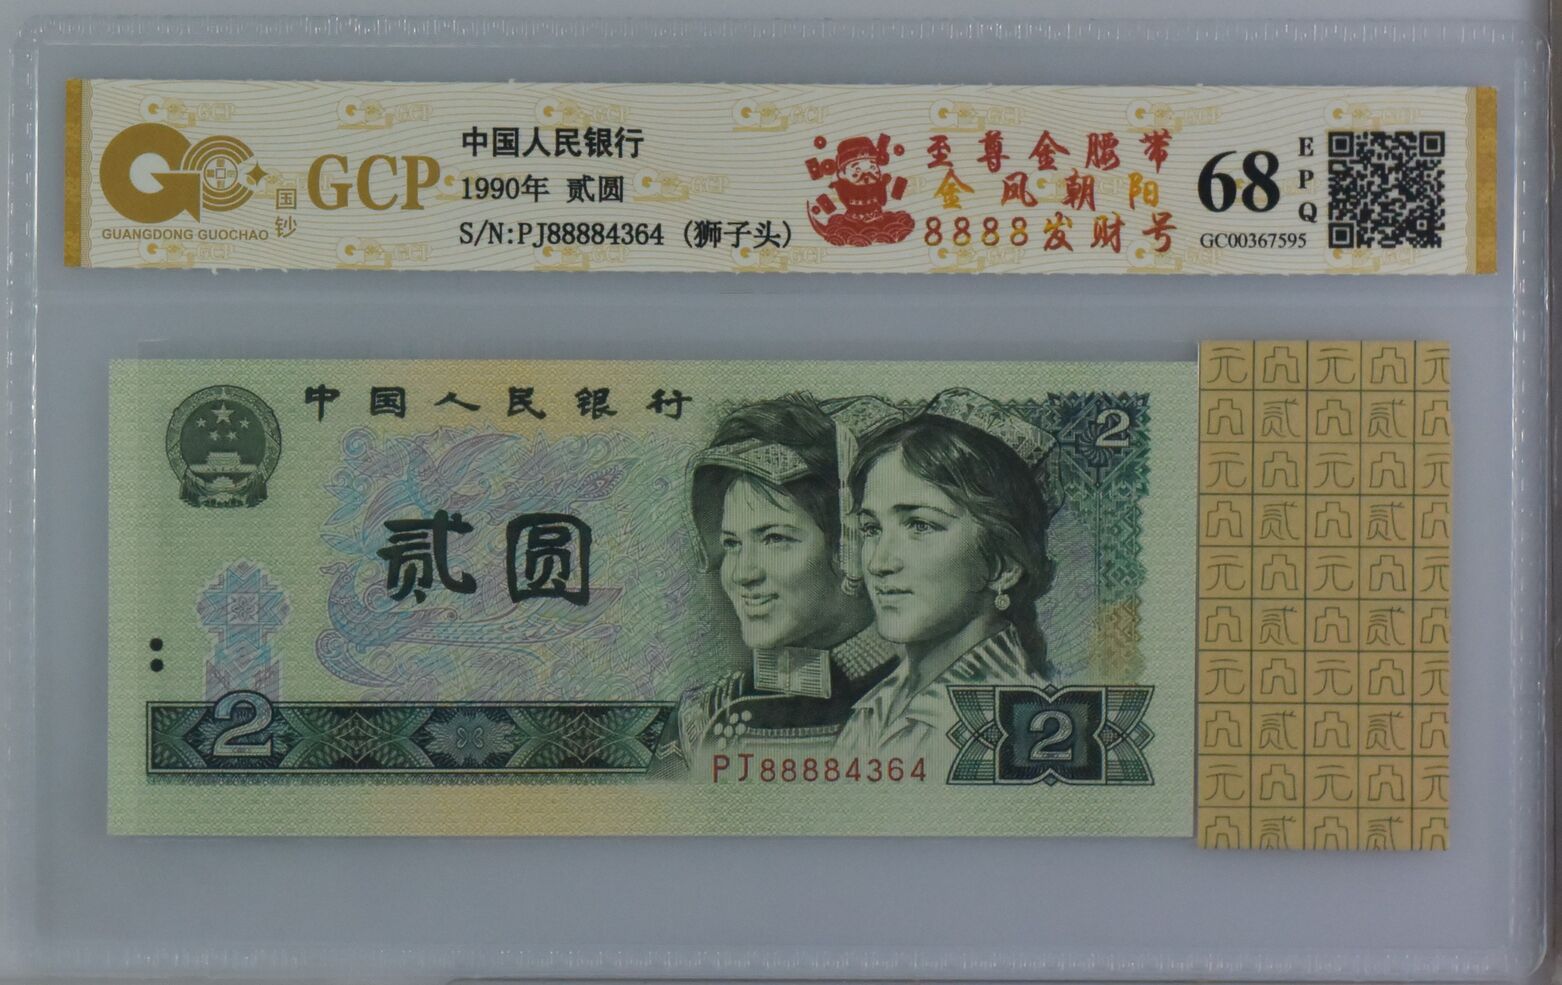 GUANGDONG GUOCHAO
国钞
GCP
中国人民银行
1990年 贰圆
S/N:PJ88884364 (狮子头)
至尊金腰带
金凤朝阳
8888发财号
68
EPQ
GC00367595
中国人民银行
2
贰圆
2
2
PJ88884364